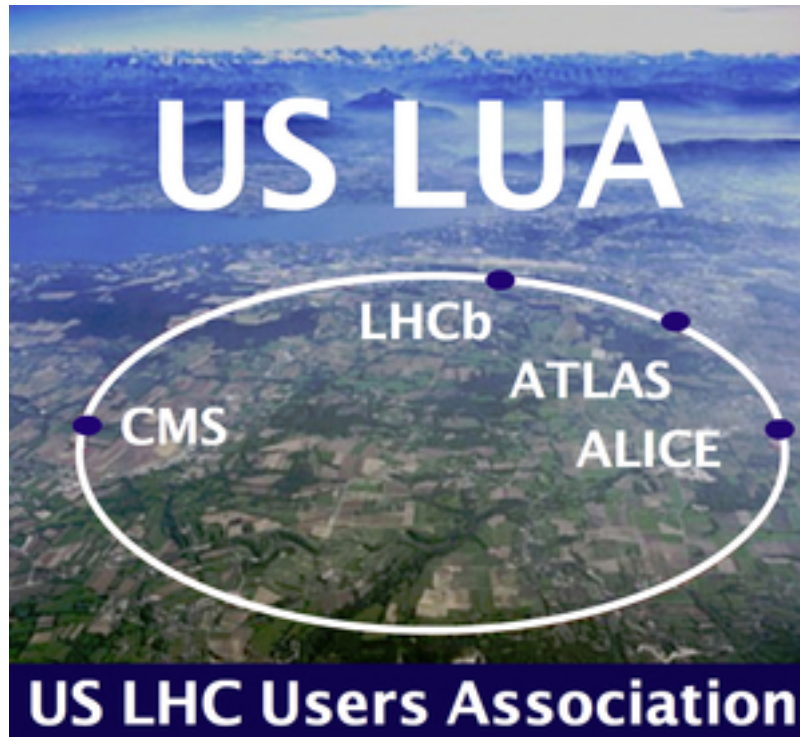 US LUA
LHCb
ATLAS
CMS
ALICE
US LHC Users Association